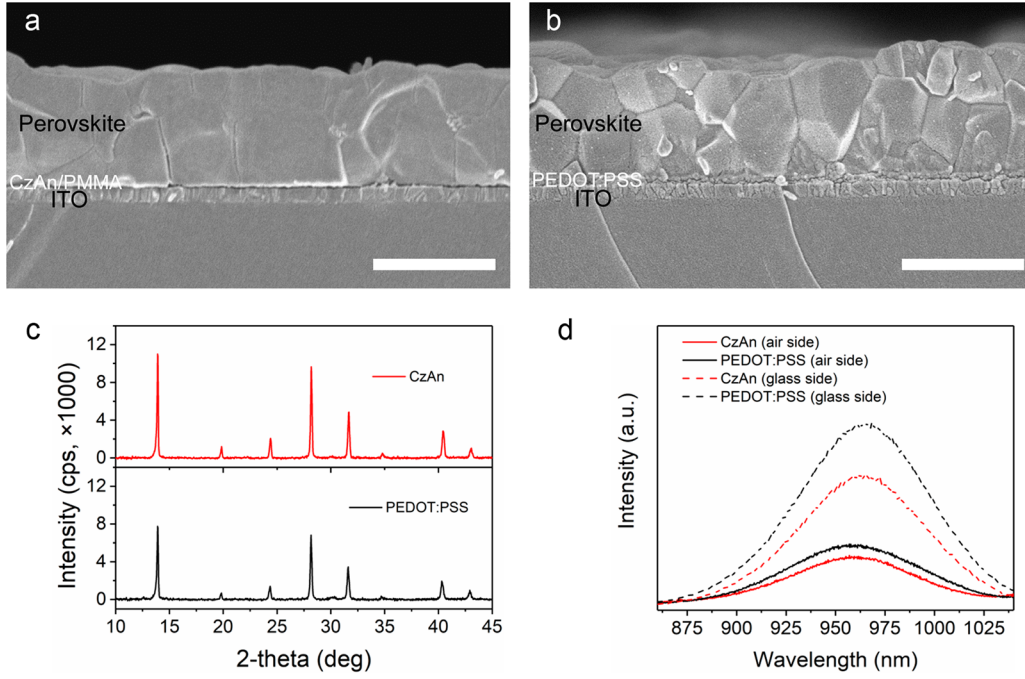 a
Perovskite
CzAn/PMMA
ITO
b
Perovskite
PEDOT:PSS
ITO
c
Intensity (cps, ×1000)
12
8
4
0
CzAn
12
8
4
0
PEDOT:PSS
10 15 20 25 30 35 40 45
2-theta (deg)
d
Intensity (a.u.)
CzAn (air side)
PEDOT:PSS (air side)
CzAn (glass side)
PEDOT:PSS (glass side)
875 900 925 950 975 1000 1025
Wavelength (nm)